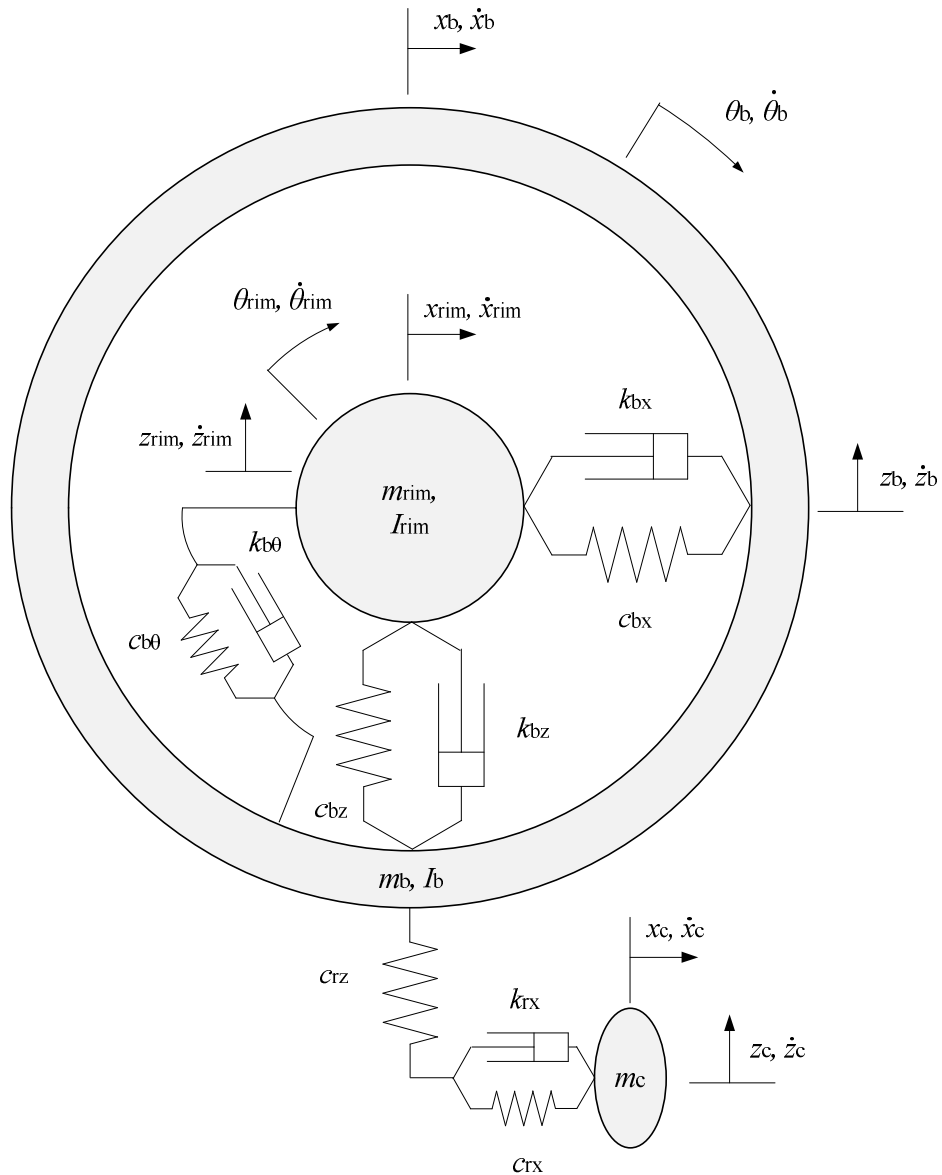 xb, ẋb
θb, θ̇b
θrim, θ̇rim
xrim, ẋrim
zrim, żrim
kbx
mrim,
Irim
zb, żb
kbθ
cbx
cbθ
kbz
cbz
mb, Ib
xc, ẋc
crz
krx
zc, żc
mc
crx